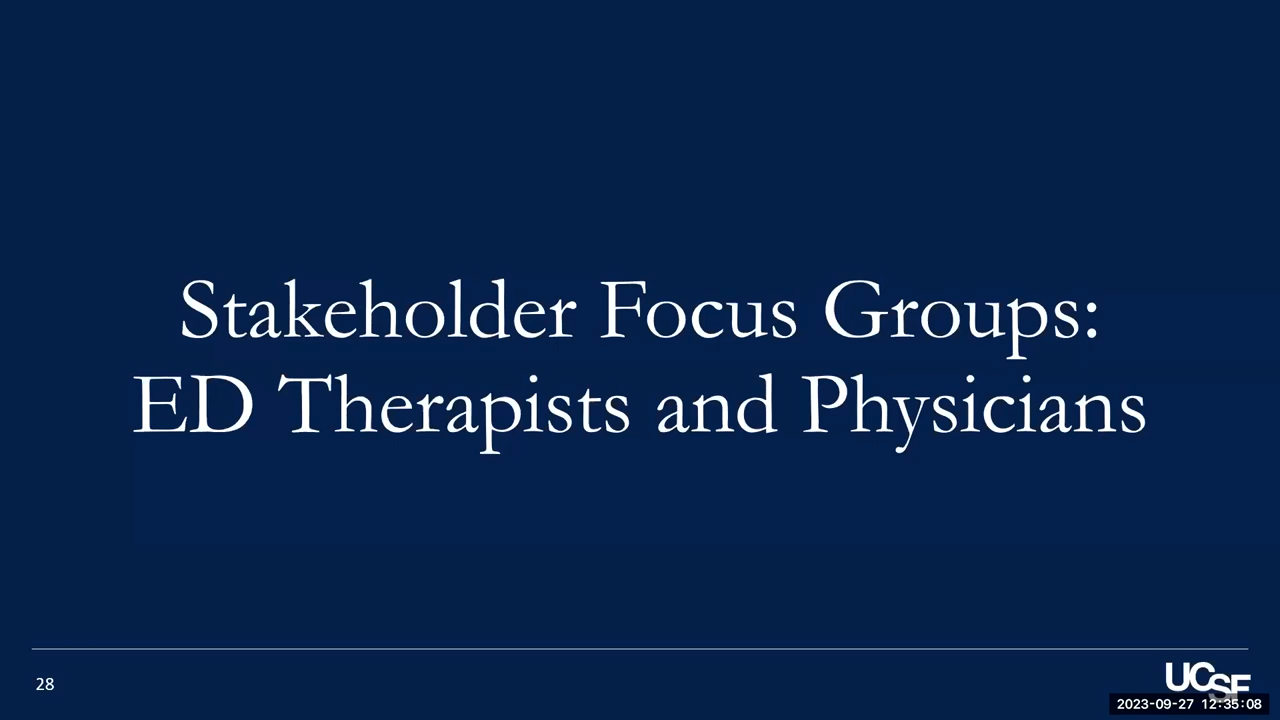 Stakeholder Focus Groups:
ED Therapists and Physicians
28
UCSF
2023-09-27 12:35:08